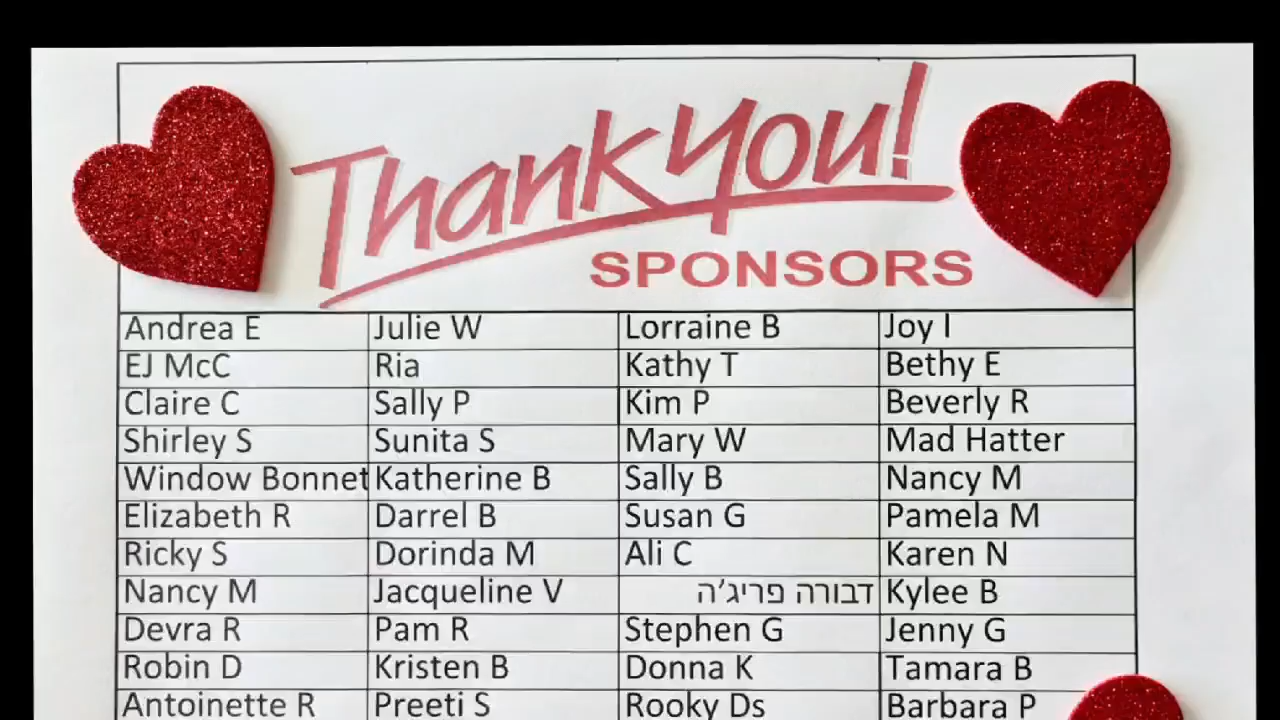 Thank You!
SPONSORS
Andrea E Julie W Lorraine B Joy I
EJ McC Ria Kathy T Bethy E
Claire C Sally P Kim P Beverly R
Shirley S Sunita S Mary W Mad Hatter
Window Bonnet Katherine B Sally B Nancy M
Elizabeth R Darrel B Susan G Pamela M
Ricky S Dorinda M Ali C Karen N
Nancy M Jacqueline V דבורה פריג'ה Kylee B
Devra R Pam R Stephen G Jenny G
Robin D Kristen B Donna K Tamara B
Antoinette R Preeti S Rooky Ds Barbara P